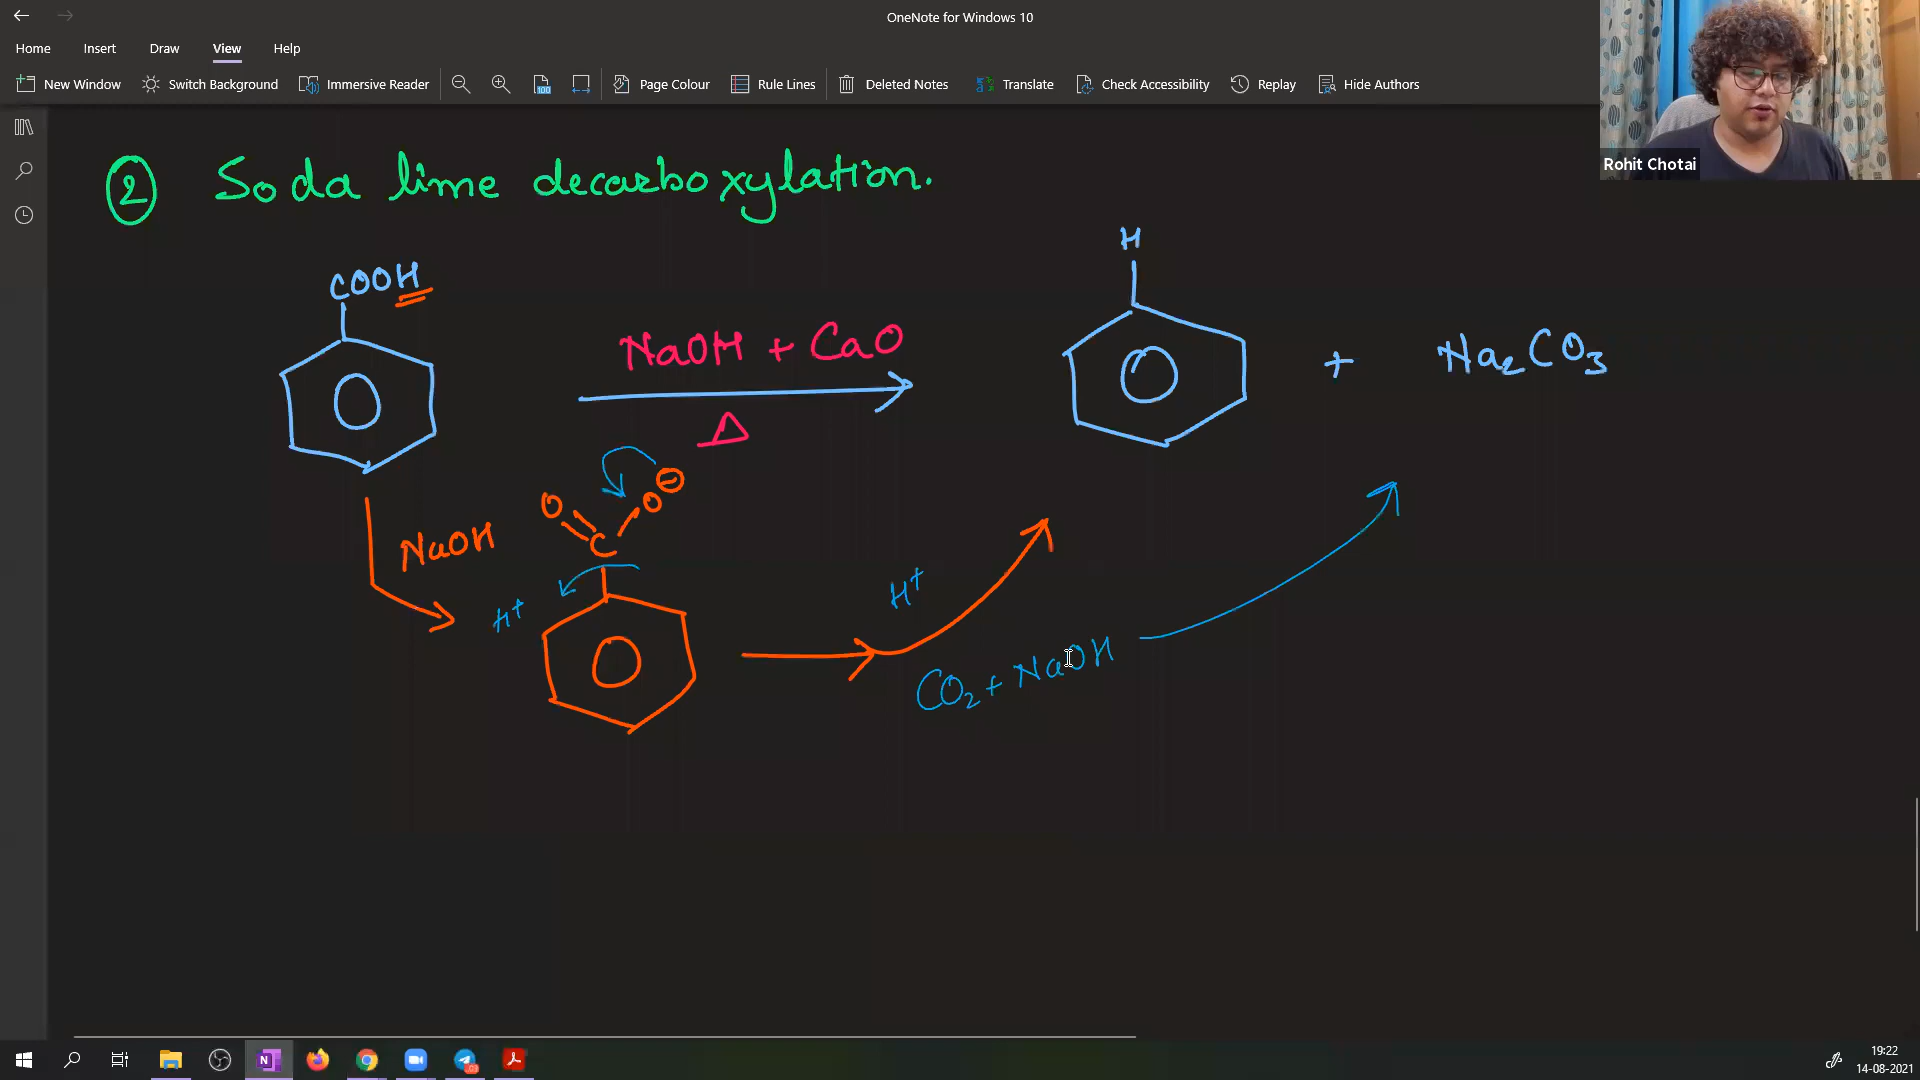 OneNote for Windows 10
Home Insert Draw View Help
New Window Switch Background Immersive Reader 100 Page Colour Rule Lines Deleted Notes Translate Check Accessibility Replay Hide Authors
Rohit Chotai
② Soda lime decarboxylation.
H
COOH
NaOH + CaO
+ Na₂CO₃
Δ
O O⊖
NaOH
C
H⁺
H⁺
CO₂ + NaOH
19:22
14-08-2021